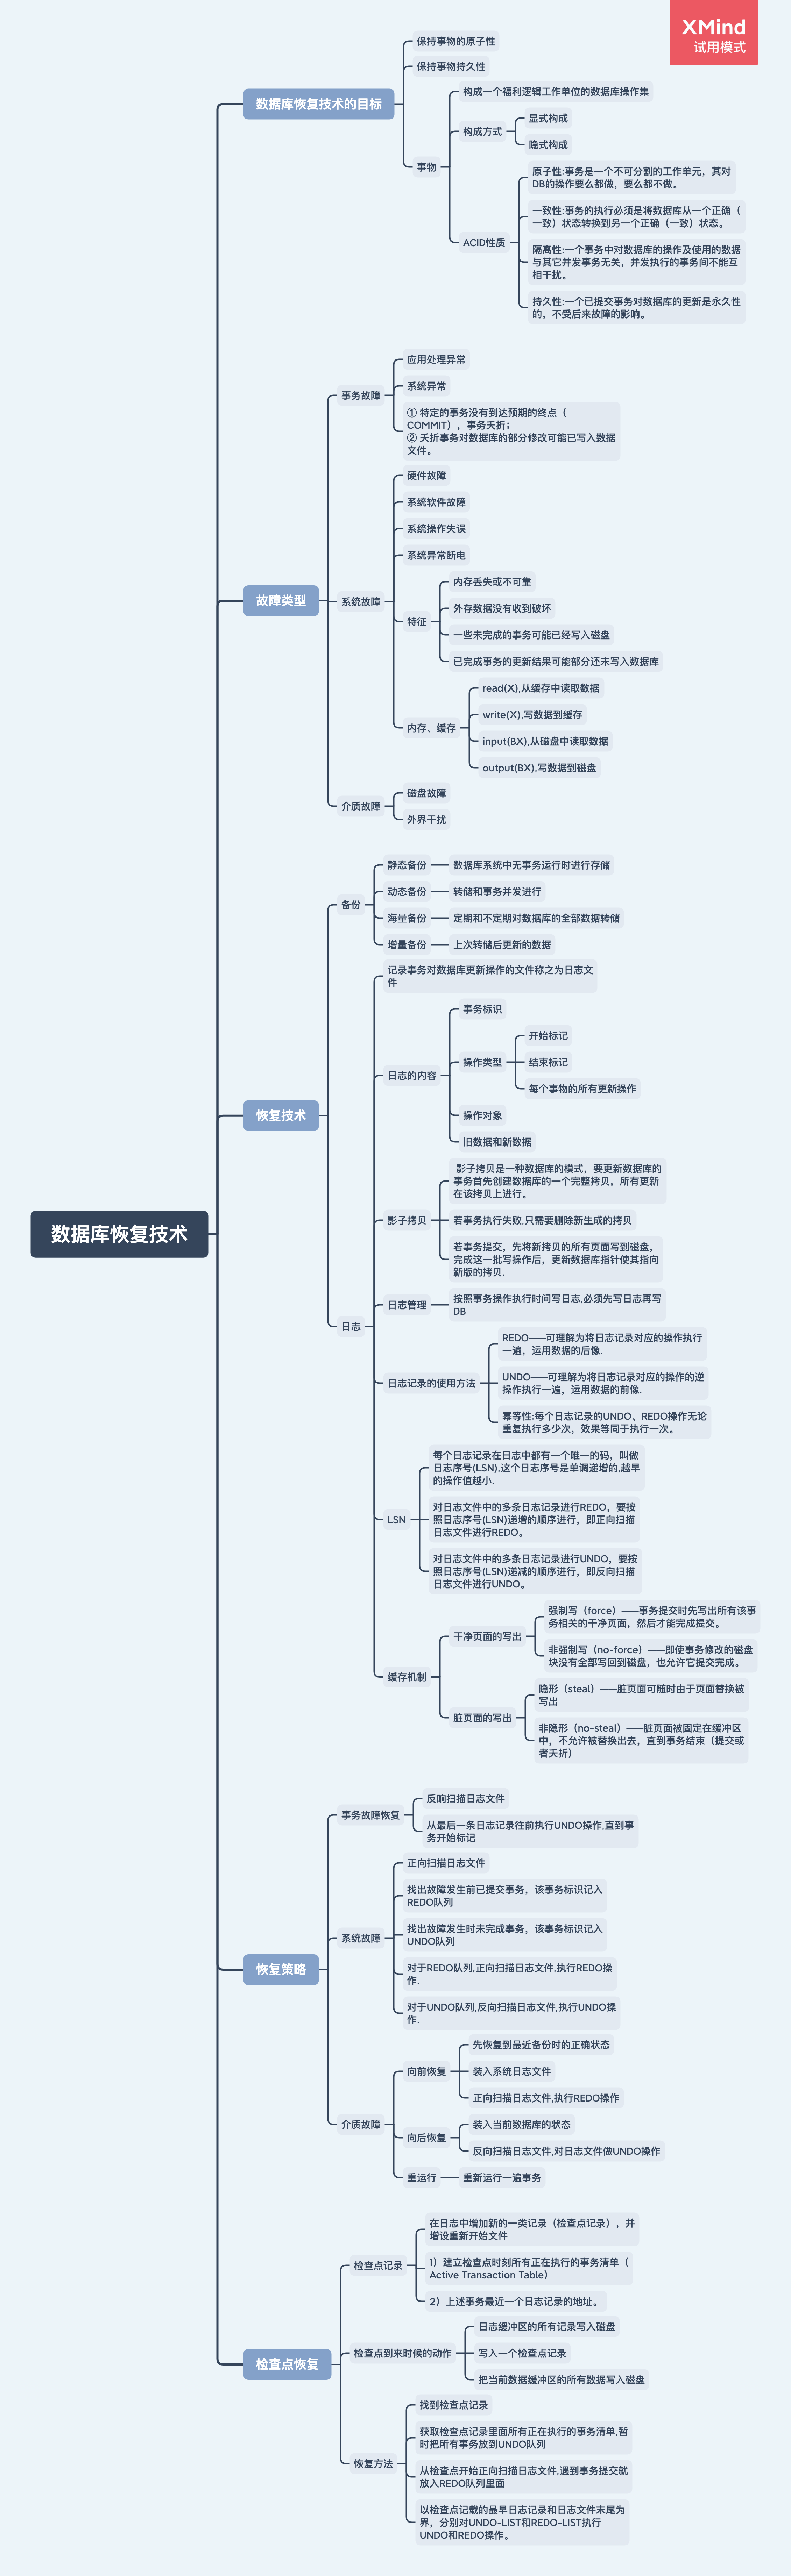 XMind
试用模式
保持事物的原子性
保持事物持久性
构成一个福利逻辑工作单位的数据库操作集
数据库恢复技术的目标
显式构成
构成方式
隐式构成
事物
原子性:事务是一个不可分割的工作单元，其对
DB的操作要么都做，要么都不做。
一致性:事务的执行必须是将数据库从一个正确（
一致）状态转换到另一个正确（一致）状态。
ACID性质
隔离性:一个事务中对数据库的操作及使用的数据
与其它并发事务无关，并发执行的事务间不能互
相干扰。
持久性:一个已提交事务对数据库的更新是永久性
的，不受后来故障的影响。
应用处理异常
系统异常
事务故障
① 特定的事务没有到达预期的终点（
COMMIT），事务夭折；
② 夭折事务对数据库的部分修改可能已写入数据
文件。
硬件故障
系统软件故障
系统操作失误
系统异常断电
故障类型
系统故障
内存丢失或不可靠
外存数据没有收到破坏
特征
一些未完成的事务可能已经写入磁盘
已完成事务的更新结果可能部分还未写入数据库
read(X),从缓存中读取数据
write(X),写数据到缓存
内存、缓存
input(BX),从磁盘中读取数据
output(BX),写数据到磁盘
磁盘故障
介质故障
外界干扰
静态备份
数据库系统中无事务运行时进行存储
动态备份
转储和事务并发进行
备份
海量备份
定期和不定期对数据库的全部数据转储
增量备份
上次转储后更新的数据
记录事务对数据库更新操作的文件称之为日志文
件
事务标识
开始标记
操作类型
结束标记
日志的内容
每个事物的所有更新操作
恢复技术
操作对象
旧数据和新数据
影子拷贝是一种数据库的模式，要更新数据库的
事务首先创建数据库的一个完整拷贝，所有更新
在该拷贝上进行。
影子拷贝
若事务执行失败,只需要删除新生成的拷贝
数据库恢复技术
若事务提交，先将新拷贝的所有页面写到磁盘，
完成这一批写操作后，更新数据库指针使其指向
新版的拷贝.
日志管理
按照事务操作执行时间写日志,必须先写日志再写
DB
日志
REDO——可理解为将日志记录对应的操作执行
一遍，运用数据的后像.
日志记录的使用方法
UNDO——可理解为将日志记录对应的操作的逆
操作执行一遍，运用数据的前像.
幂等性:每个日志记录的UNDO、REDO操作无论
重复执行多少次，效果等同于执行一次。
每个日志记录在日志中都有一个唯一的码，叫做
日志序号(LSN),这个日志序号是单调递增的,越早
的操作值越小.
LSN
对日志文件中的多条日志记录进行REDO，要按
照日志序号(LSN)递增的顺序进行，即正向扫描
日志文件进行REDO。
对日志文件中的多条日志记录进行UNDO，要按
照日志序号(LSN)递减的顺序进行，即反向扫描
日志文件进行UNDO。
强制写（force）——事务提交时先写出所有该事
务相关的干净页面，然后才能完成提交。
干净页面的写出
非强制写（no-force）——即使事务修改的磁盘
块没有全部写回到磁盘，也允许它提交完成。
缓存机制
隐形（steal）——脏页面可随时由于页面替换被
写出
脏页面的写出
非隐形（no-steal）——脏页面被固定在缓冲区
中，不允许被替换出去，直到事务结束（提交或
者夭折）
反响扫描日志文件
事务故障恢复
从最后一条日志记录往前执行UNDO操作,直到事
务开始标记
正向扫描日志文件
找出故障发生前已提交事务，该事务标识记入
REDO队列
系统故障
找出故障发生时未完成事务，该事务标识记入
UNDO队列
恢复策略
对于REDO队列,正向扫描日志文件,执行REDO操
作.
对于UNDO队列,反向扫描日志文件,执行UNDO操
作.
先恢复到最近备份时的正确状态
向前恢复
装入系统日志文件
正向扫描日志文件,执行REDO操作
介质故障
装入当前数据库的状态
向后恢复
反向扫描日志文件,对日志文件做UNDO操作
重运行
重新运行一遍事务
在日志中增加新的一类记录（检查点记录），并
增设重新开始文件
检查点记录
1）建立检查点时刻所有正在执行的事务清单（
Active Transaction Table）
2）上述事务最近一个日志记录的地址。
日志缓冲区的所有记录写入磁盘
检查点到来时候的动作
写入一个检查点记录
检查点恢复
把当前数据缓冲区的所有数据写入磁盘
找到检查点记录
获取检查点记录里面所有正在执行的事务清单,暂
时把所有事务放到UNDO队列
恢复方法
从检查点开始正向扫描日志文件,遇到事务提交就
放入REDO队列里面
以检查点记载的最早日志记录和日志文件末尾为
界，分别对UNDO-LIST和REDO-LIST执行
UNDO和REDO操作。